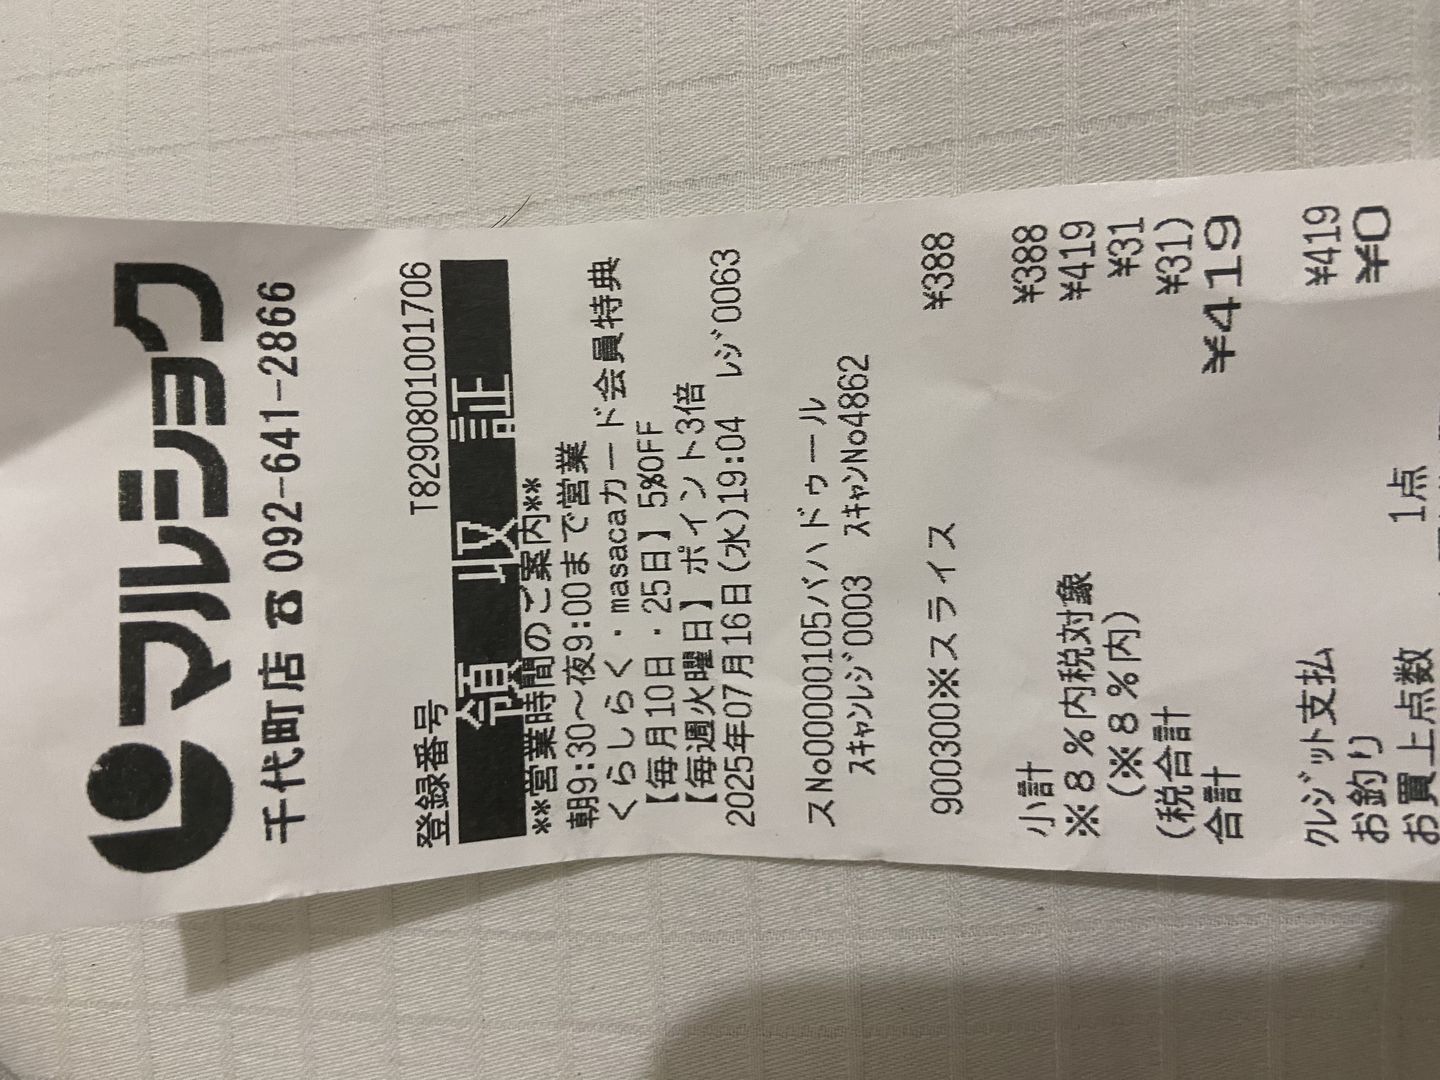 マルショク
千代町店 ☎ 092-641-2866
登録番号 T8290801001706
領収証
**営業時間のご案内**
朝9:30~夜9:00まで営業
くらしらく・masacaカード会員特典
【毎月10日・25日】5%OFF
【毎週火曜日】ポイント3倍
2025年07月16日(水)19:04 レジ0063
スNo00000105バハドゥール
スキャンレジ0003 スキャンNo4862
900300※スライス ¥388
小計 ¥388
※8%内税対象 ¥419
(※8%内) ¥31
(税合計 ¥31)
合計 ¥419
クレジット支払 ¥419
お釣り ¥0
お買上点数 1点